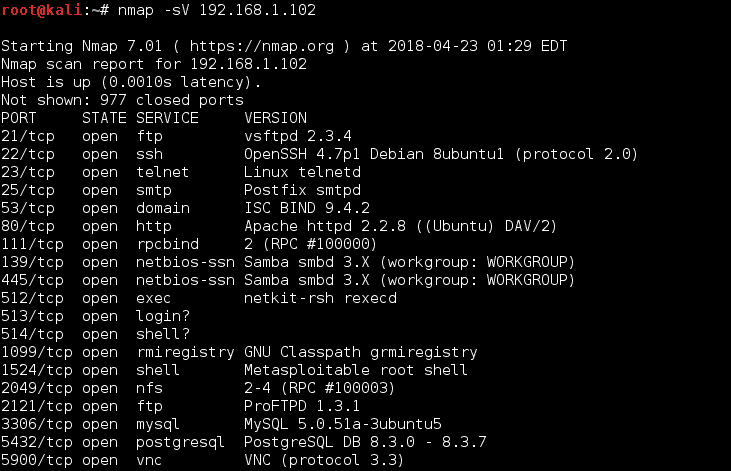 root@kali:~# nmap -sV 192.168.1.102
Starting Nmap 7.01 ( https://nmap.org ) at 2018-04-23 01:29 EDT
Nmap scan report for 192.168.1.102
Host is up (0.0010s latency).
Not shown: 977 closed ports
PORT     STATE SERVICE     VERSION
21/tcp   open  ftp         vsftpd 2.3.4
22/tcp   open  ssh         OpenSSH 4.7p1 Debian 8ubuntu1 (protocol 2.0)
23/tcp   open  telnet      Linux telnetd
25/tcp   open  smtp        Postfix smtpd
53/tcp   open  domain      ISC BIND 9.4.2
80/tcp   open  http        Apache httpd 2.2.8 ((Ubuntu) DAV/2)
111/tcp  open  rpcbind     2 (RPC #100000)
139/tcp  open  netbios-ssn Samba smbd 3.X (workgroup: WORKGROUP)
445/tcp  open  netbios-ssn Samba smbd 3.X (workgroup: WORKGROUP)
512/tcp  open  exec        netkit-rsh rexecd
513/tcp  open  login?
514/tcp  open  shell?
1099/tcp open  rmiregistry GNU Classpath grmiregistry
1524/tcp open  shell       Metasploitable root shell
2049/tcp open  nfs         2-4 (RPC #100003)
2121/tcp open  ftp         ProFTPD 1.3.1
3306/tcp open  mysql       MySQL 5.0.51a-3ubuntu5
5432/tcp open  postgresql  PostgreSQL DB 8.3.0 - 8.3.7
5900/tcp open  vnc         VNC (protocol 3.3)